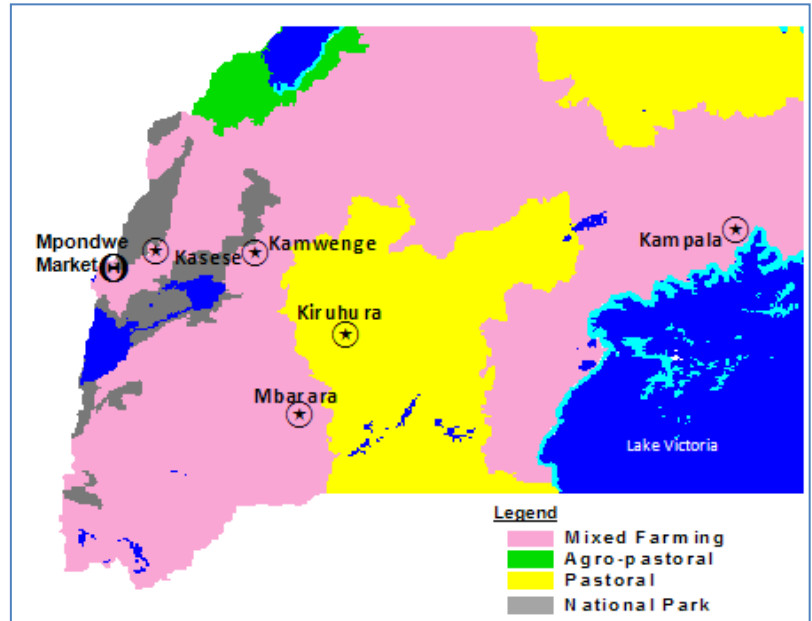 Mpondwe
Market
Kasese
Kamwenge
Kampala
Kiruhura
Mbarara
Lake Victoria
Legend
Mixed Farming
Agro-pastoral
Pastoral
National Park